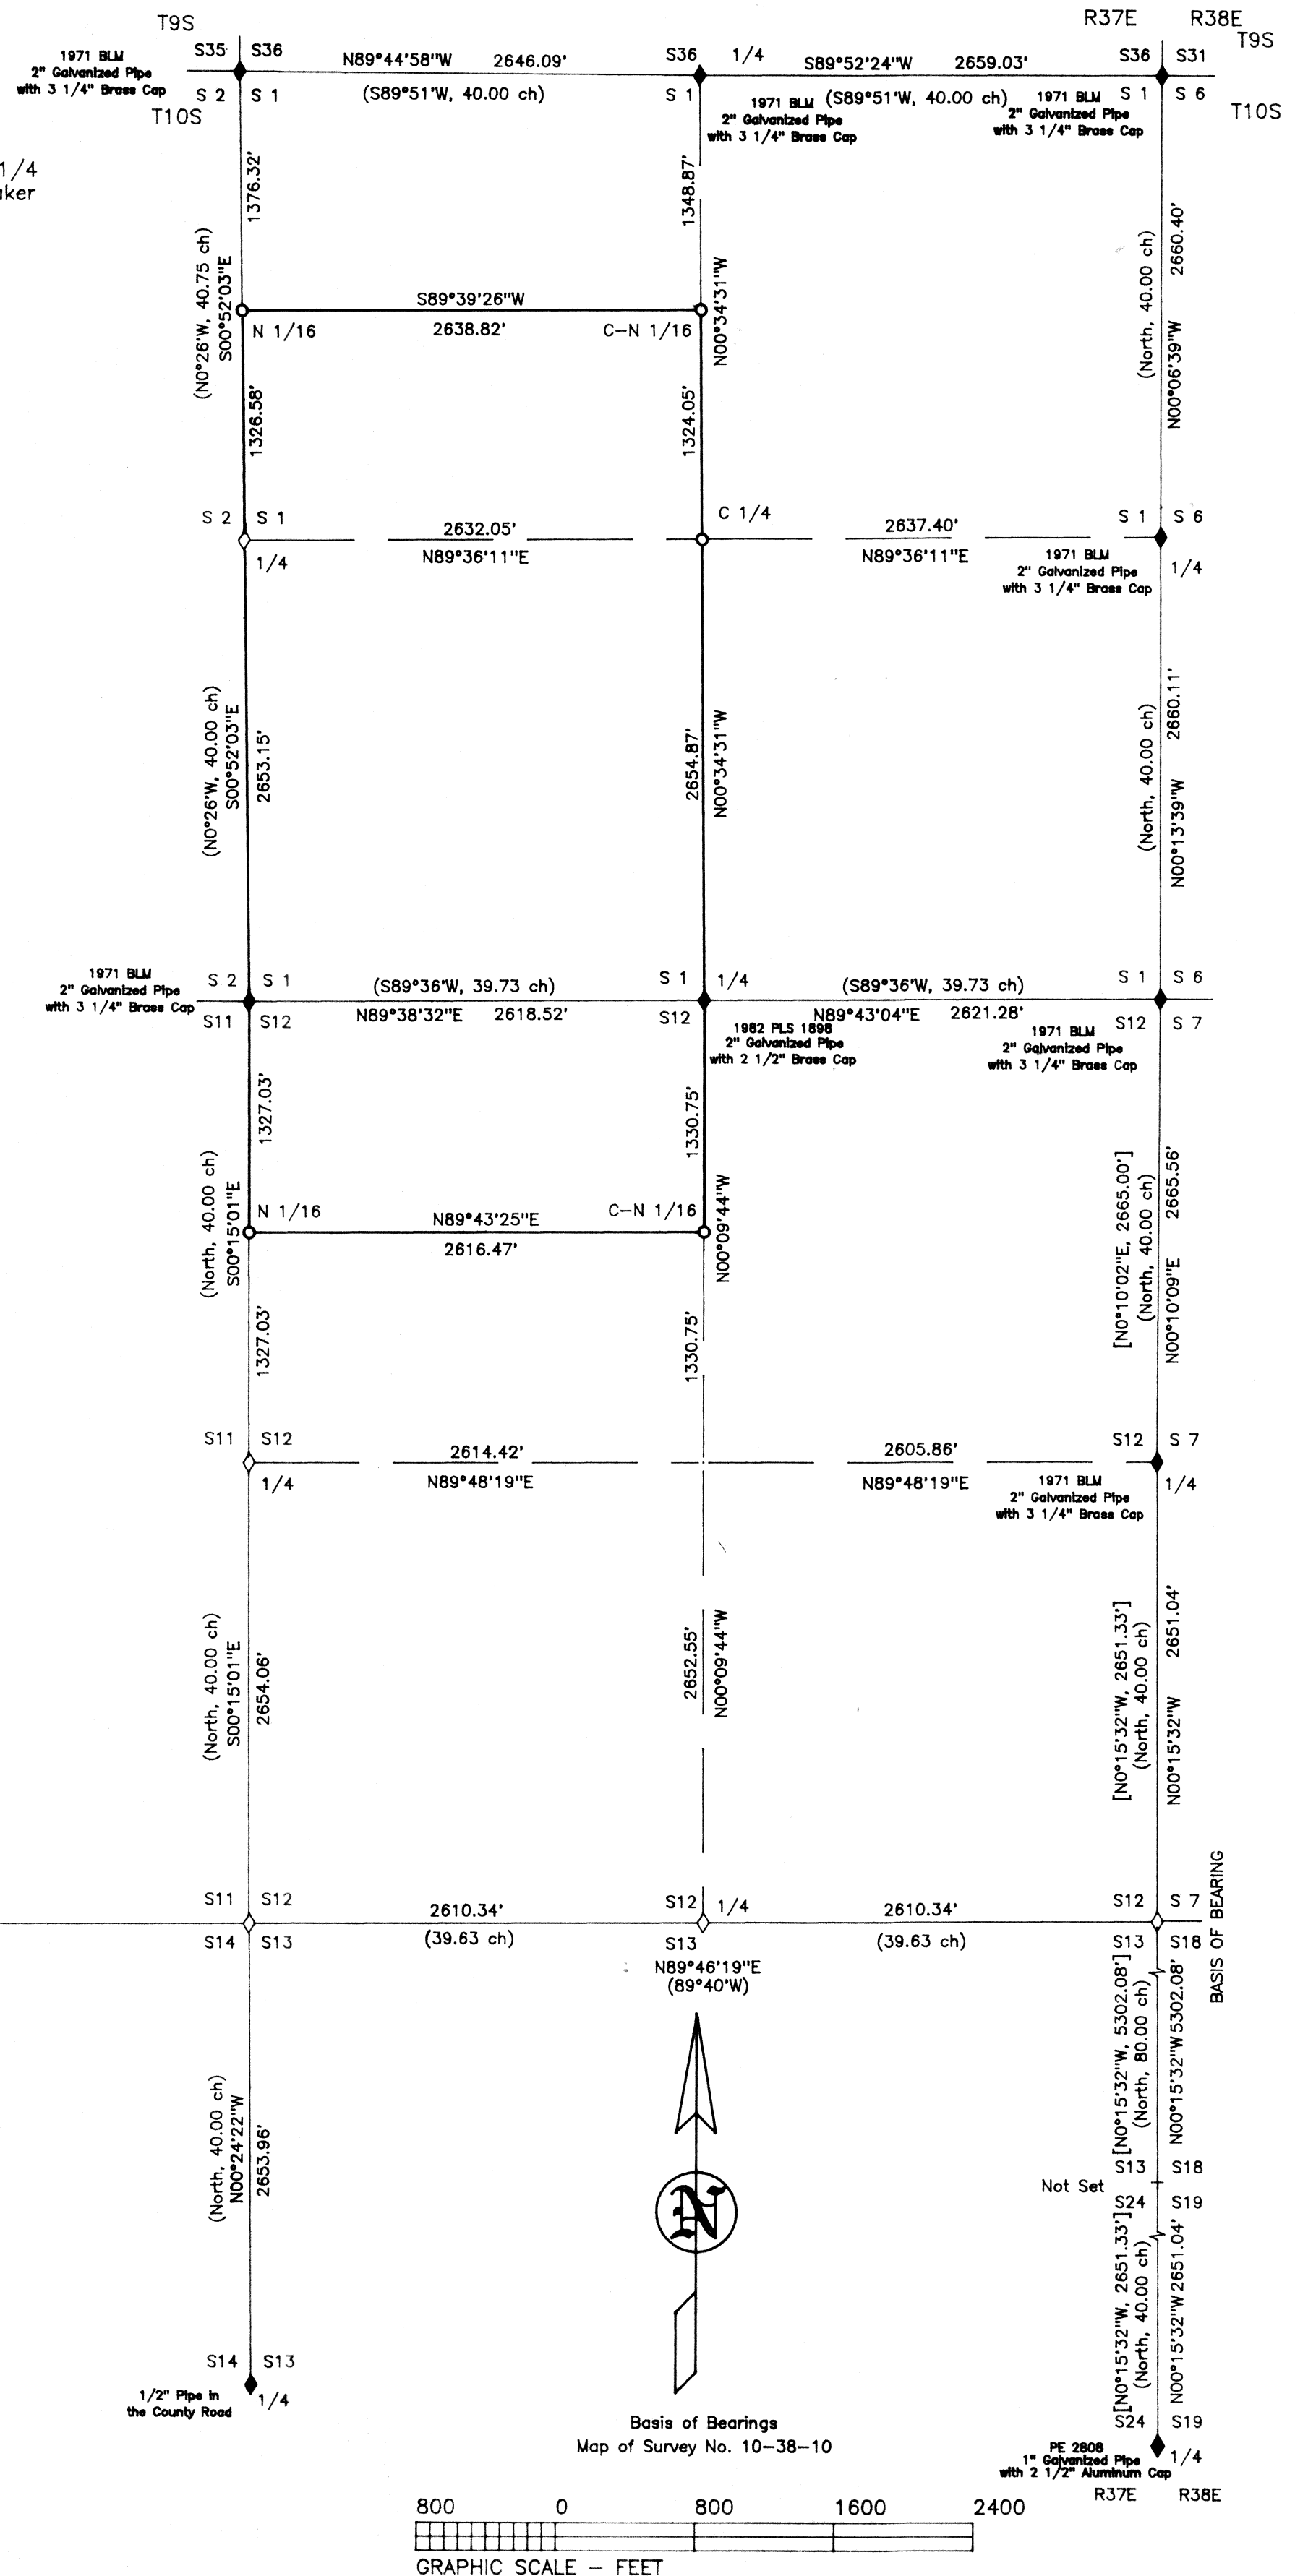 T9S
R37E R38E
T9S
1971 BLM
2" Galvanized Pipe
with 3 1/4" Brass Cap
S35 S36
N89°44'58"W 2646.09'
S36 1/4
S89°52'24"W 2659.03'
S36 S31
S 2 S 1
(S89°51'W, 40.00 ch)
S 1
1971 BLM
2" Galvanized Pipe
with 3 1/4" Brass Cap
(S89°51'W, 40.00 ch)
1971 BLM
2" Galvanized Pipe
with 3 1/4" Brass Cap
S 1 S 6
T10S
T10S
1/4
1376.32'
1348.87'
(N0°26'W, 40.75 ch)
S00°52'03"E
N00°34'31"W
(North, 40.00 ch)
2660.40'
N00°06'39"W
S89°39'26"W
N 1/16
2638.82'
C-N 1/16
1326.58'
1324.05'
S 2 S 1
2632.05'
C 1/4
2637.40'
S 1 S 6
1/4
N89°36'11"E
N89°36'11"E
1971 BLM
2" Galvanized Pipe
with 3 1/4" Brass Cap
1/4
(N0°26'W, 40.00 ch)
S00°52'03"E
2653.15'
2654.87'
N00°34'31"W
(North, 40.00 ch)
2660.11'
N00°13'39"W
1971 BLM
2" Galvanized Pipe
with 3 1/4" Brass Cap
S 2 S 1
(S89°36'W, 39.73 ch)
S 1 1/4
(S89°36'W, 39.73 ch)
S 1 S 6
S11 S12
N89°38'32"E 2618.52'
S12
1982 PLS 1898
2" Galvanized Pipe
with 2 1/2" Brass Cap
N89°43'04"E 2621.28'
1971 BLM
2" Galvanized Pipe
with 3 1/4" Brass Cap
S12 S 7
1327.03'
1330.75'
(North, 40.00 ch)
S00°15'01"E
N00°09'44"W
[N0°10'02"E, 2665.00']
(North, 40.00 ch)
2665.56'
N00°10'09"E
N 1/16
N89°43'25"E
C-N 1/16
2616.47'
1327.03'
1330.75'
S11 S12
2614.42'
2605.86'
S12 S 7
1/4
N89°48'19"E
N89°48'19"E
1971 BLM
2" Galvanized Pipe
with 3 1/4" Brass Cap
1/4
(North, 40.00 ch)
S00°15'01"E
2654.06'
2652.55'
N00°09'44"W
[N0°15'32"W, 2651.33']
(North, 40.00 ch)
2651.04'
N00°15'32"W
S11 S12
2610.34'
S12 1/4
2610.34'
S12 S 7
S14 S13
(39.63 ch)
S13
(39.63 ch)
S13 S18
N89°46'19"E
(89°40'W)
BASIS OF BEARING
[N0°15'32"W, 5302.08']
(North, 80.00 ch)
N00°15'32"W 5302.08'
(North, 40.00 ch)
N00°24'22"W
2653.96'
S13 S18
Not Set
S24 S19
N
[N0°15'32"W, 2651.33']
(North, 40.00 ch)
N00°15'32"W 2651.04'
S14 S13
1/2" Pipe in
the County Road
1/4
Basis of Bearings
Map of Survey No. 10-38-10
S24 S19
PE 2808
1" Galvanized Pipe
with 2 1/2" Aluminum Cap
1/4
R37E R38E
800 0 800 1600 2400
GRAPHIC SCALE - FEET